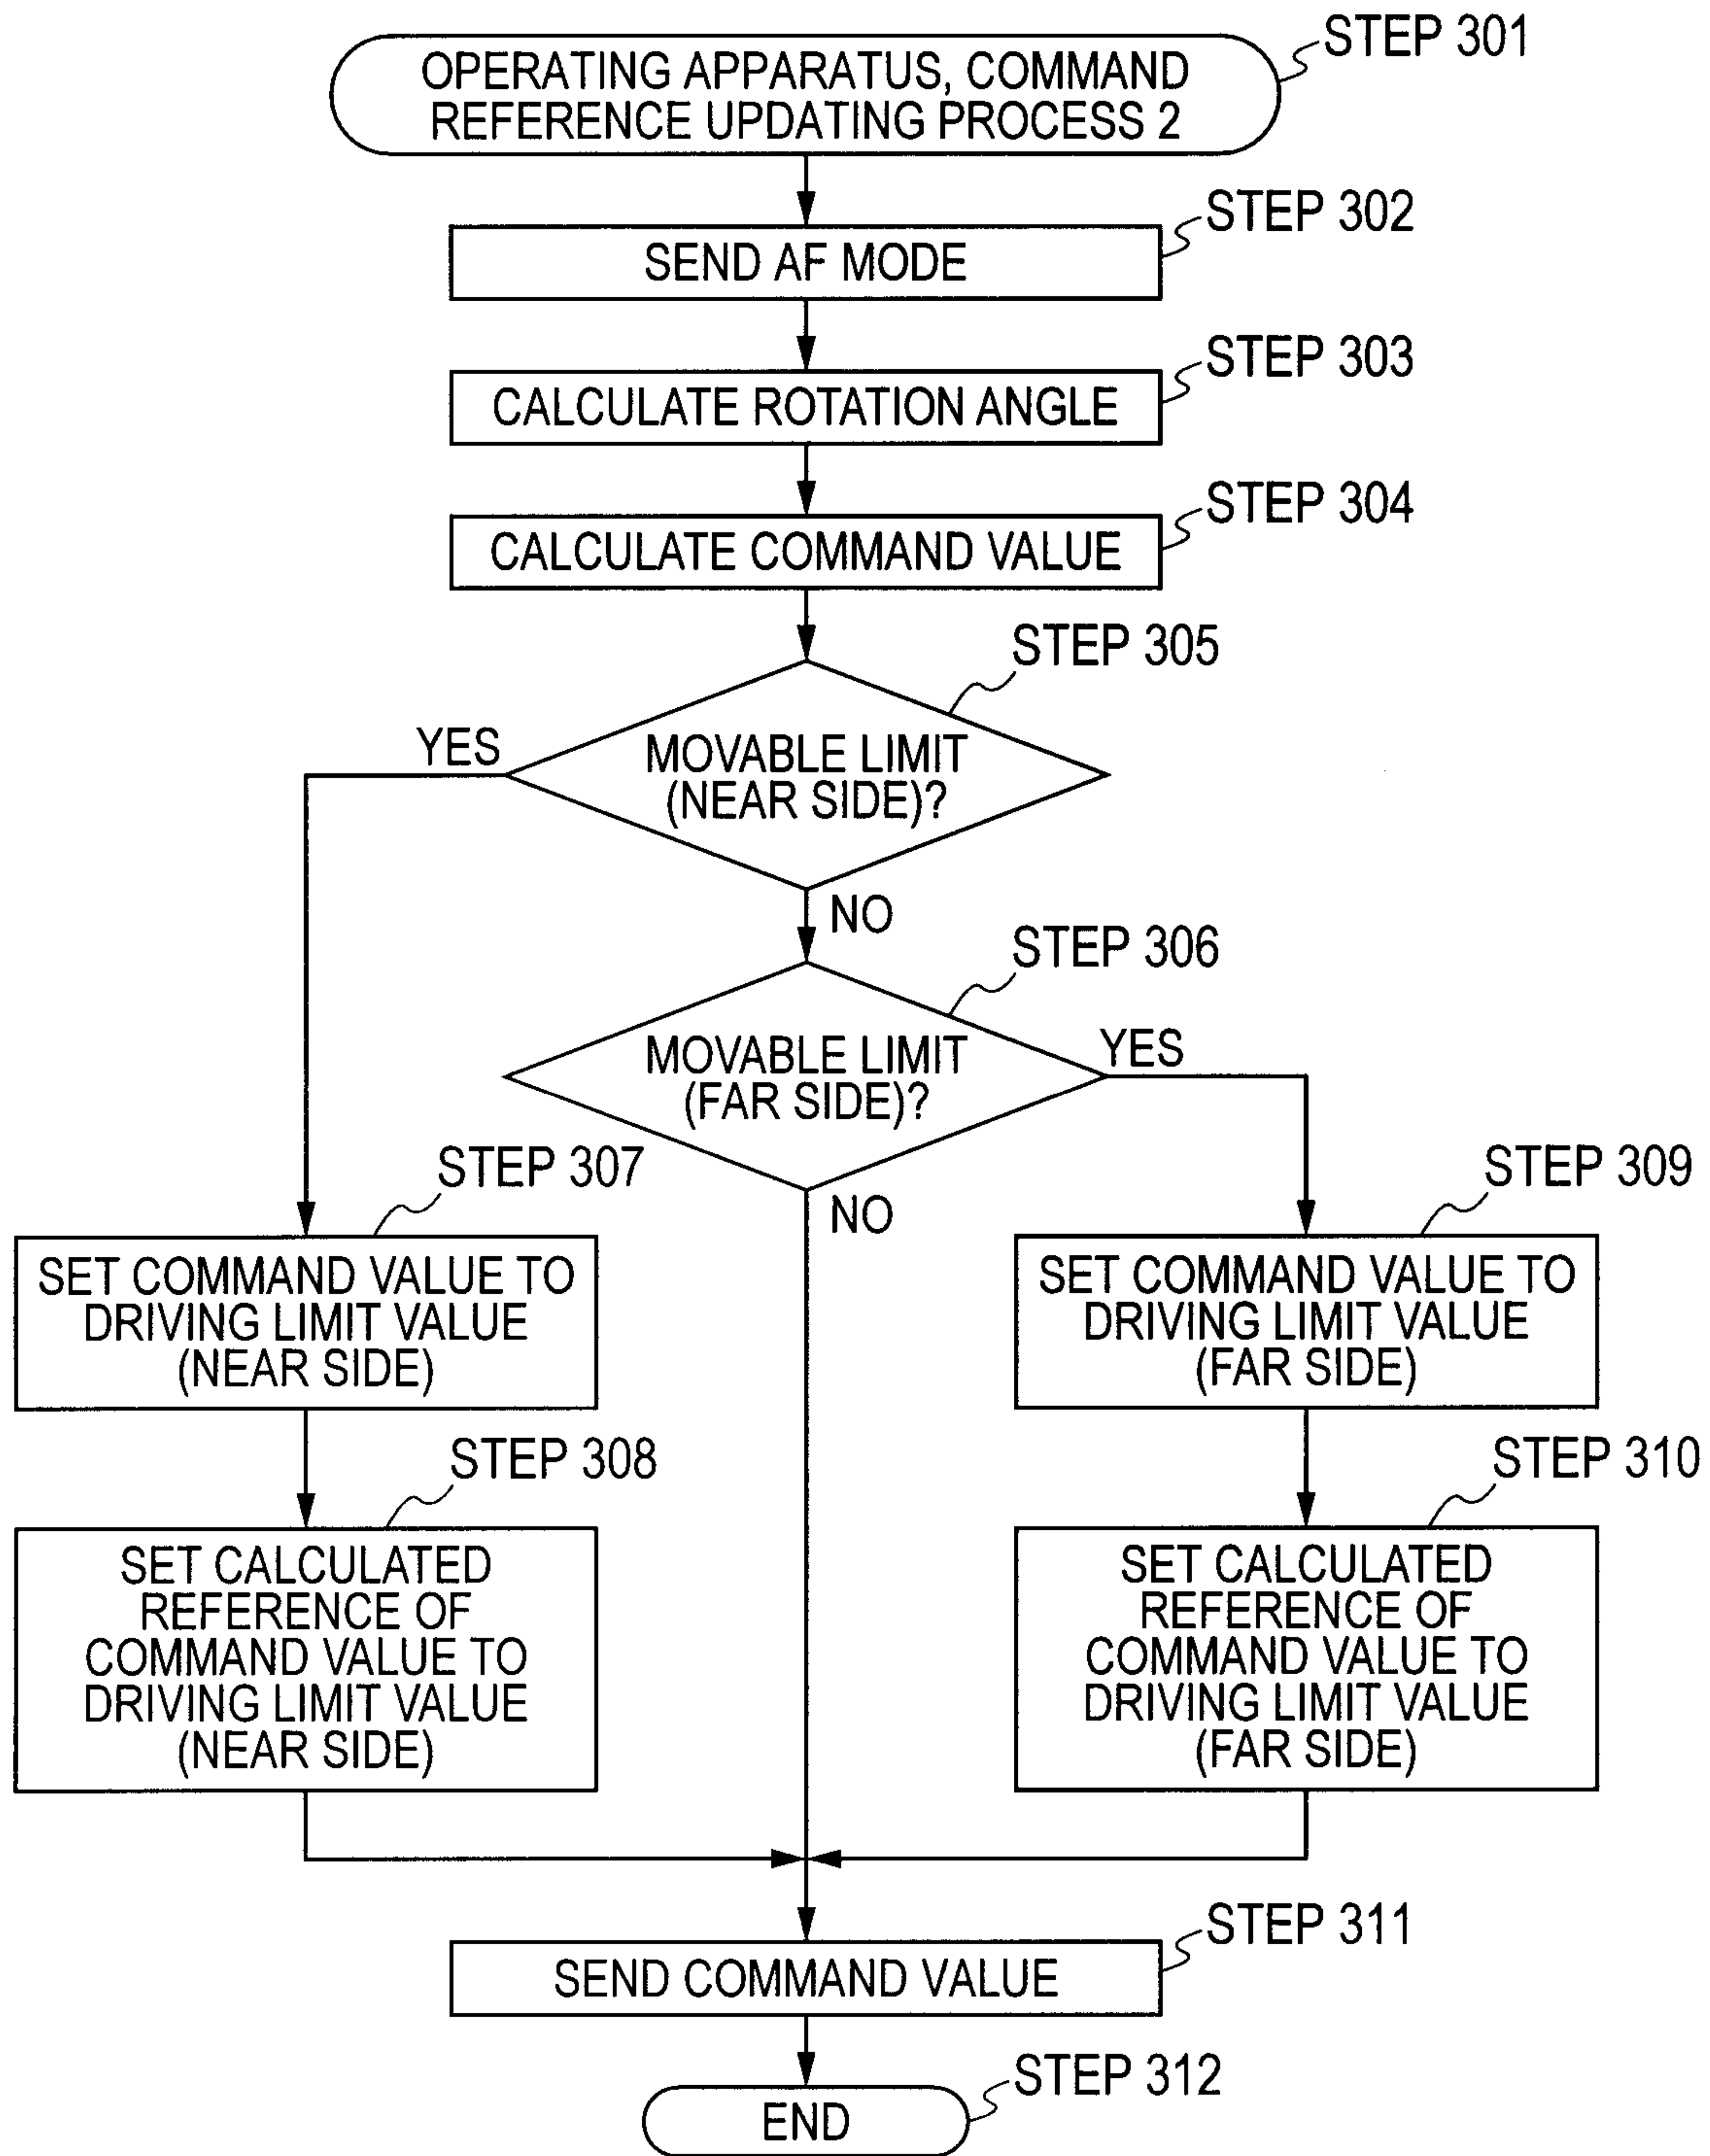 STEP 301
OPERATING APPARATUS, COMMAND
REFERENCE UPDATING PROCESS 2
STEP 302
SEND AF MODE
STEP 303
CALCULATE ROTATION ANGLE
STEP 304
CALCULATE COMMAND VALUE
STEP 305
YES
MOVABLE LIMIT
(NEAR SIDE)?
NO
STEP 306
MOVABLE LIMIT
(FAR SIDE)?
YES
NO
STEP 307
SET COMMAND VALUE TO
DRIVING LIMIT VALUE
(NEAR SIDE)
STEP 309
SET COMMAND VALUE TO
DRIVING LIMIT VALUE
(FAR SIDE)
STEP 308
SET CALCULATED
REFERENCE OF
COMMAND VALUE TO
DRIVING LIMIT VALUE
(NEAR SIDE)
STEP 310
SET CALCULATED
REFERENCE OF
COMMAND VALUE TO
DRIVING LIMIT VALUE
(FAR SIDE)
STEP 311
SEND COMMAND VALUE
STEP 312
END